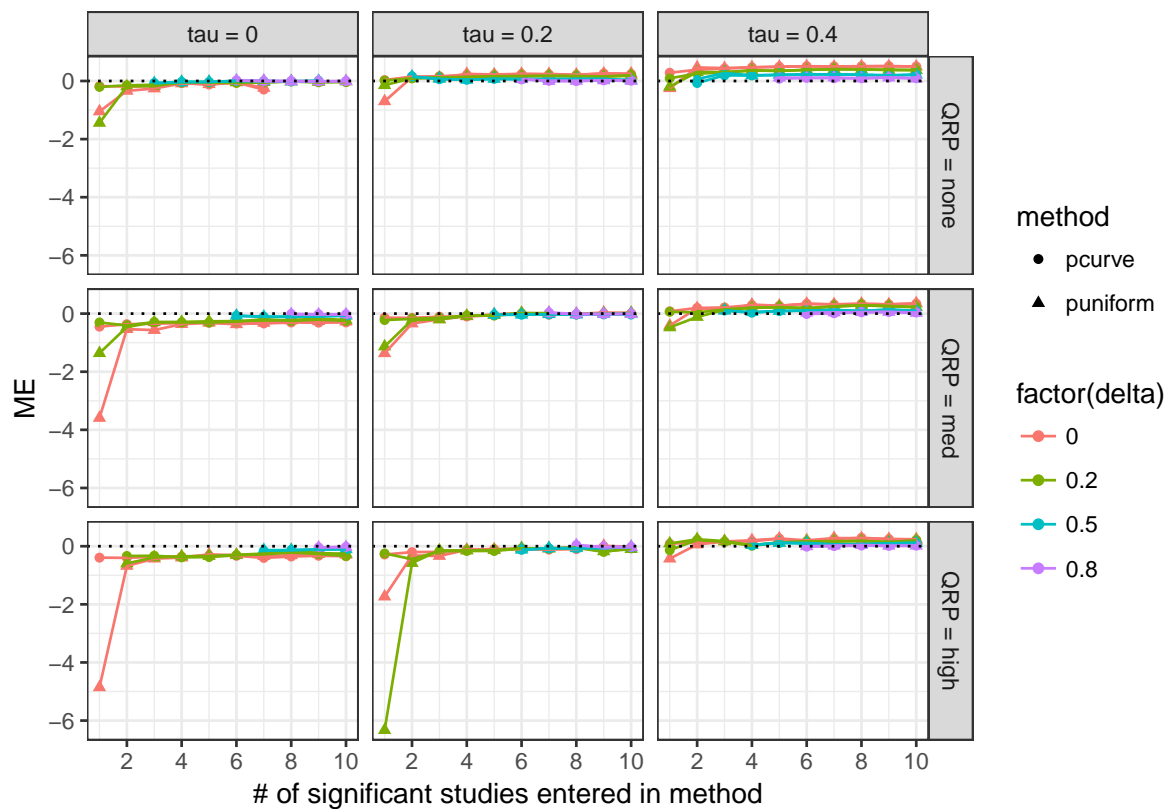 tau = 0
tau = 0.2
tau = 0.4
0
−2
−4
−6
QRP = none
0
−2
−4
−6
QRP = med
0
−2
−4
−6
QRP = high
ME
2 4 6 8 10
2 4 6 8 10
2 4 6 8 10
# of significant studies entered in method
method
pcurve
puniform
factor(delta)
0
0.2
0.5
0.8